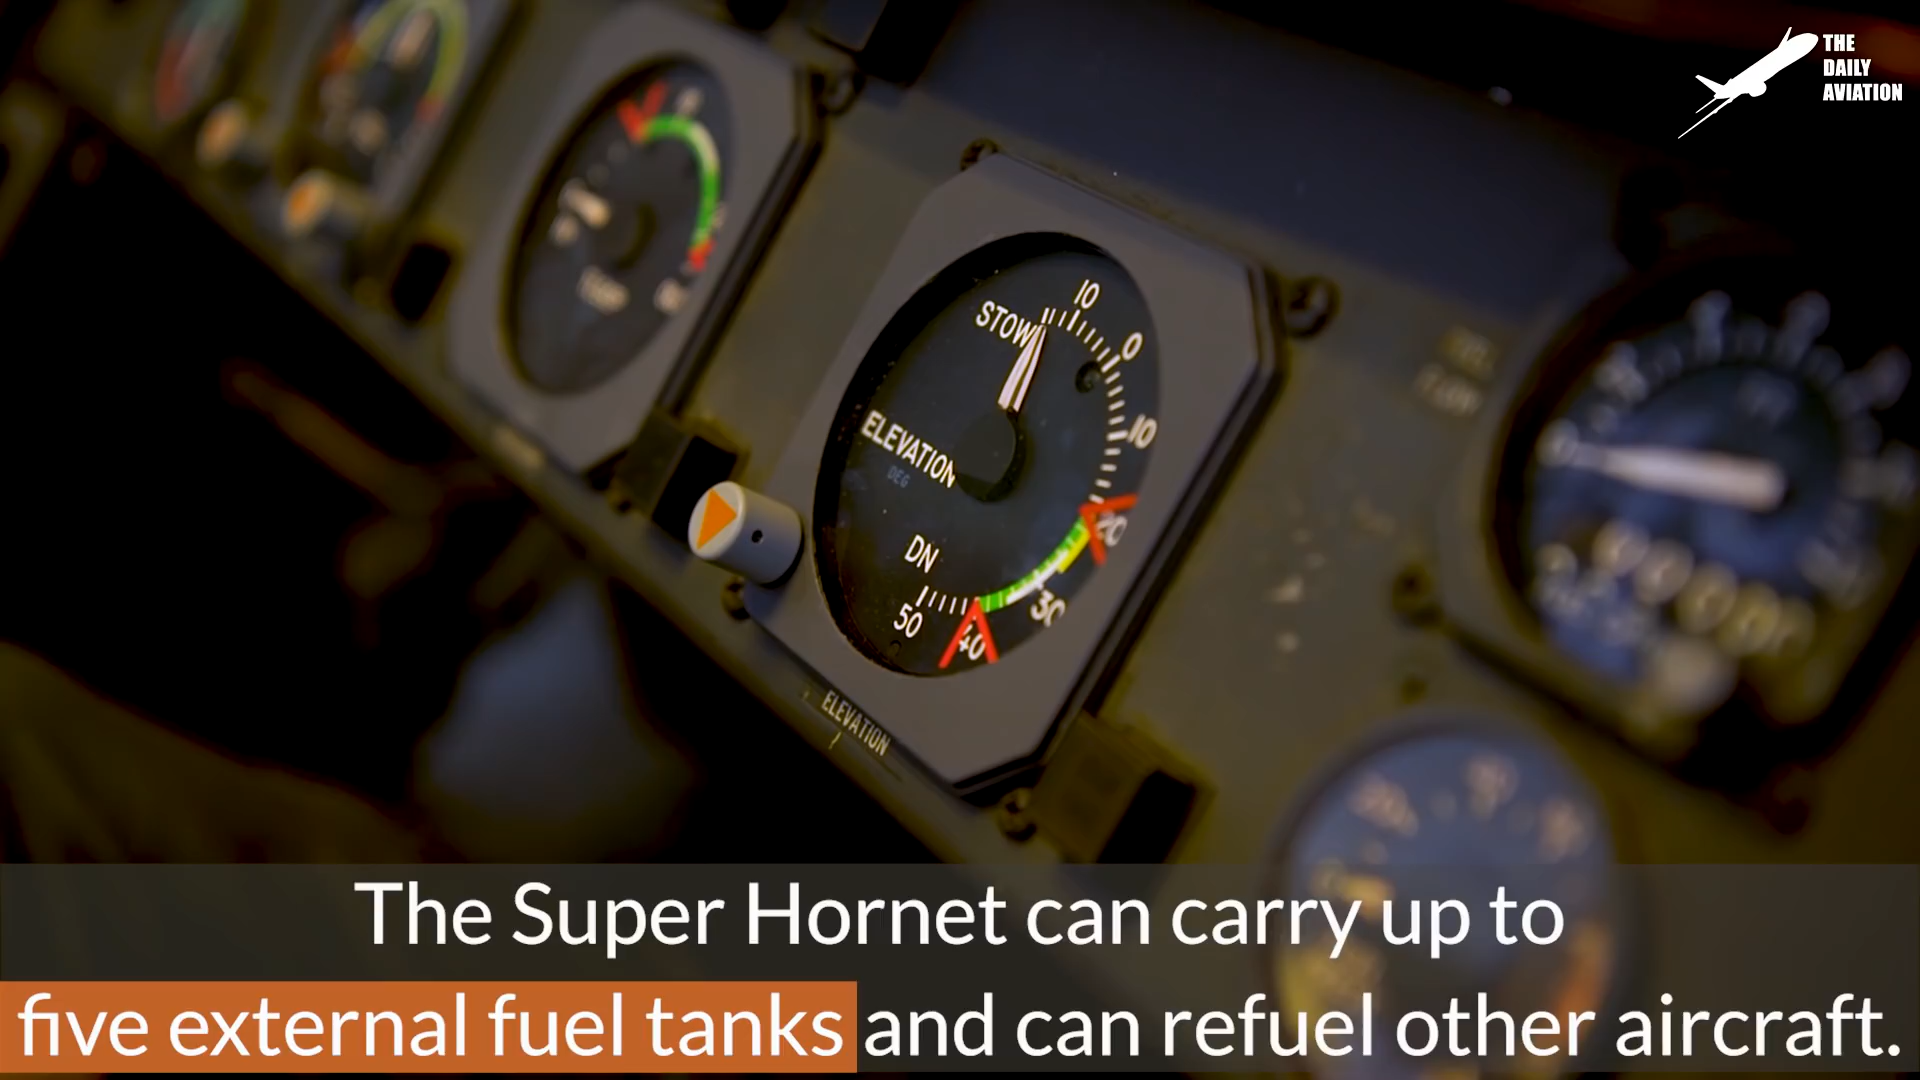 THE
DAILY
AVIATION
10
STOW
0
10
ELEVATION
DEG
20
DN
30
50
40
ELEVATION
The Super Hornet can carry up to
five external fuel tanks and can refuel other aircraft.